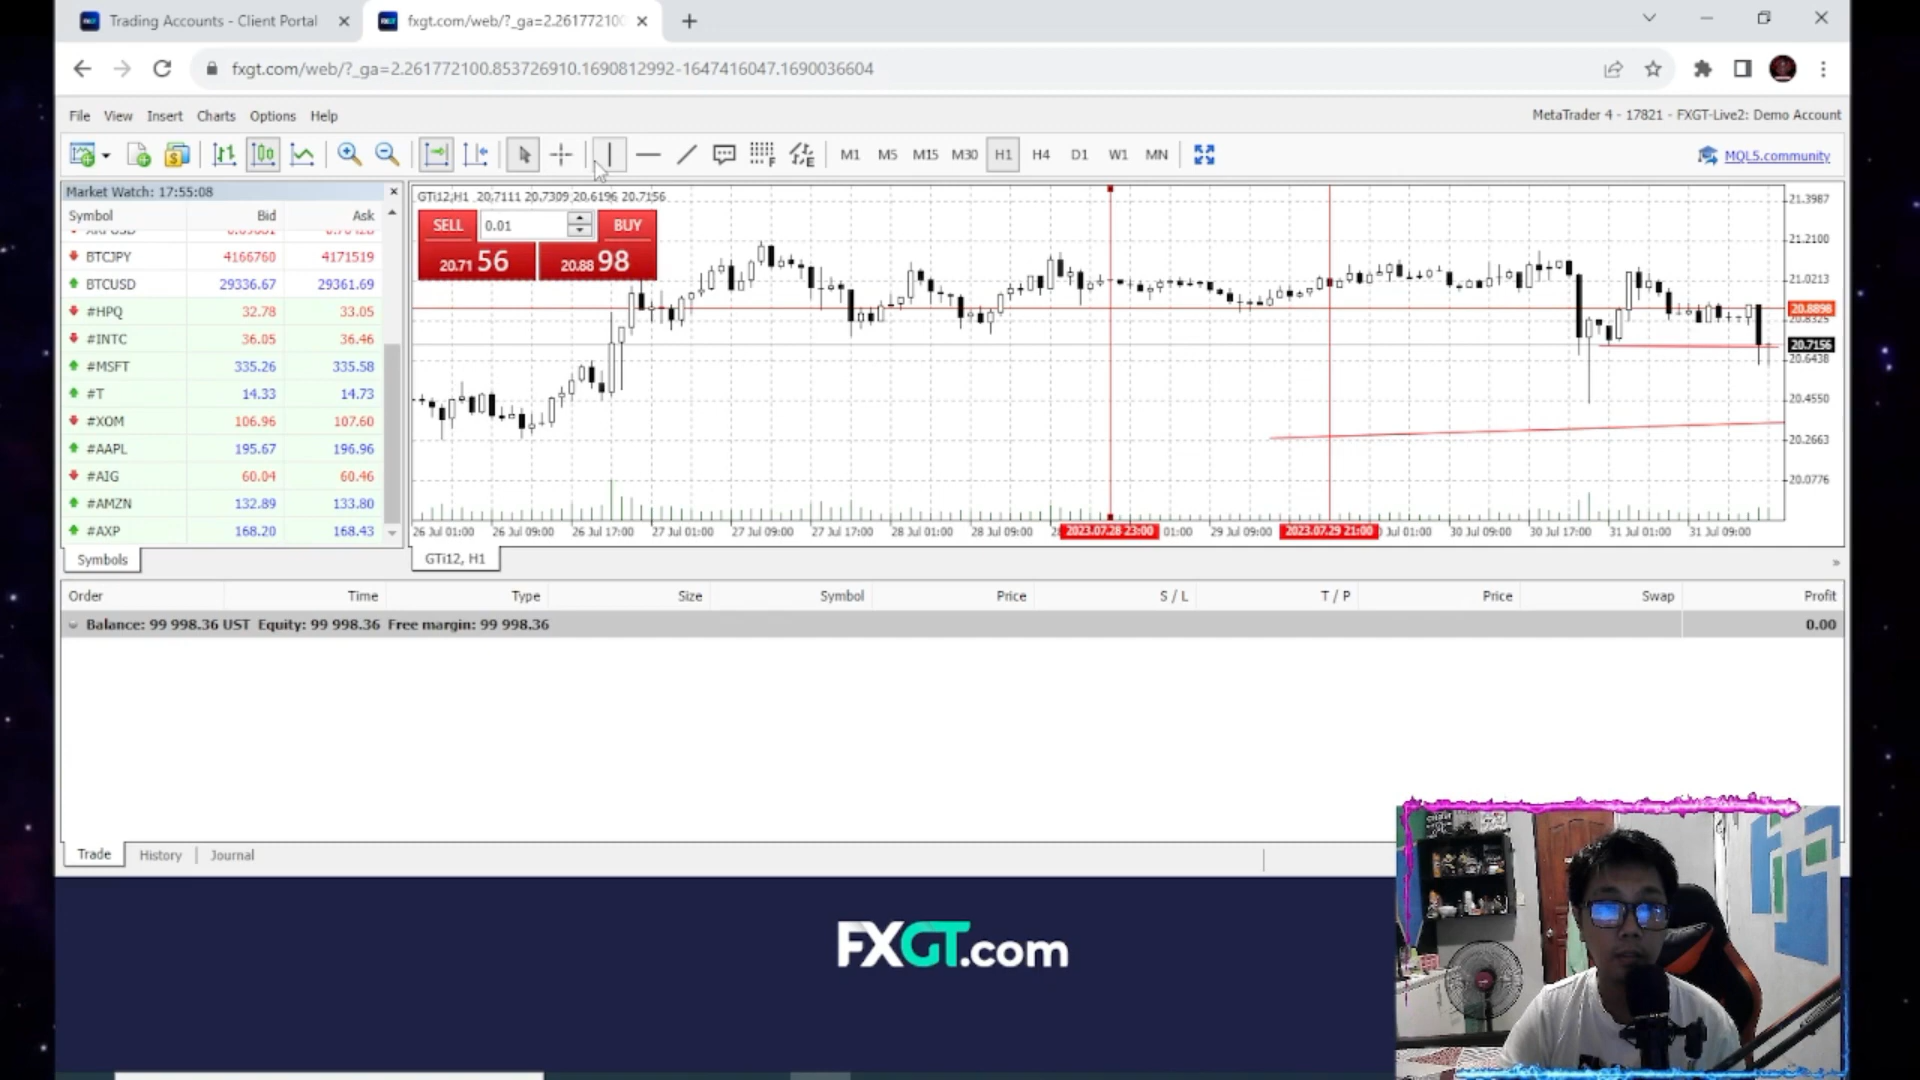 Trading Accounts - Client Portal
fxgt.com/web/?_ga=2.261772100
fxgt.com/web/?_ga=2.261772100.853726910.1690812992-1647416047.1690036604
File View Insert Charts Options Help
MetaTrader 4 - 17821 - FXGT-Live2: Demo Account
M1 M5 M15 M30 H1 H4 D1 W1 MN
MQL5.community
Market Watch: 17:55:08
Symbol Bid Ask
BTCJPY 4166760 4171519
BTCUSD 29336.67 29361.69
#HPQ 32.78 33.05
#INTC 36.05 36.46
#MSFT 335.26 335.58
#T 14.33 14.73
#XOM 106.96 107.60
#AAPL 195.67 196.96
#AIG 60.04 60.46
#AMZN 132.89 133.80
#AXP 168.20 168.43
Symbols
GTi12,H1 20.7111 20.7309 20.6196 20.7156
SELL 0.01 BUY
20.71 56 20.88 98
21.3987
21.2100
21.0213
20.8898
20.8325
20.7156
20.6438
20.4550
20.2663
20.0776
26 Jul 01:00 26 Jul 09:00 26 Jul 17:00 27 Jul 01:00 27 Jul 09:00 27 Jul 17:00 28 Jul 01:00 28 Jul 09:00 2023.07.28 23:00 01:00 29 Jul 09:00 2023.07.29 21:00 Jul 01:00 30 Jul 09:00 30 Jul 17:00 31 Jul 01:00 31 Jul 09:00
GTi12, H1
Order Time Type Size Symbol Price S / L T / P Price Swap Profit
Balance: 99 998.36 UST Equity: 99 998.36 Free margin: 99 998.36 0.00
Trade History Journal
FXGT.com